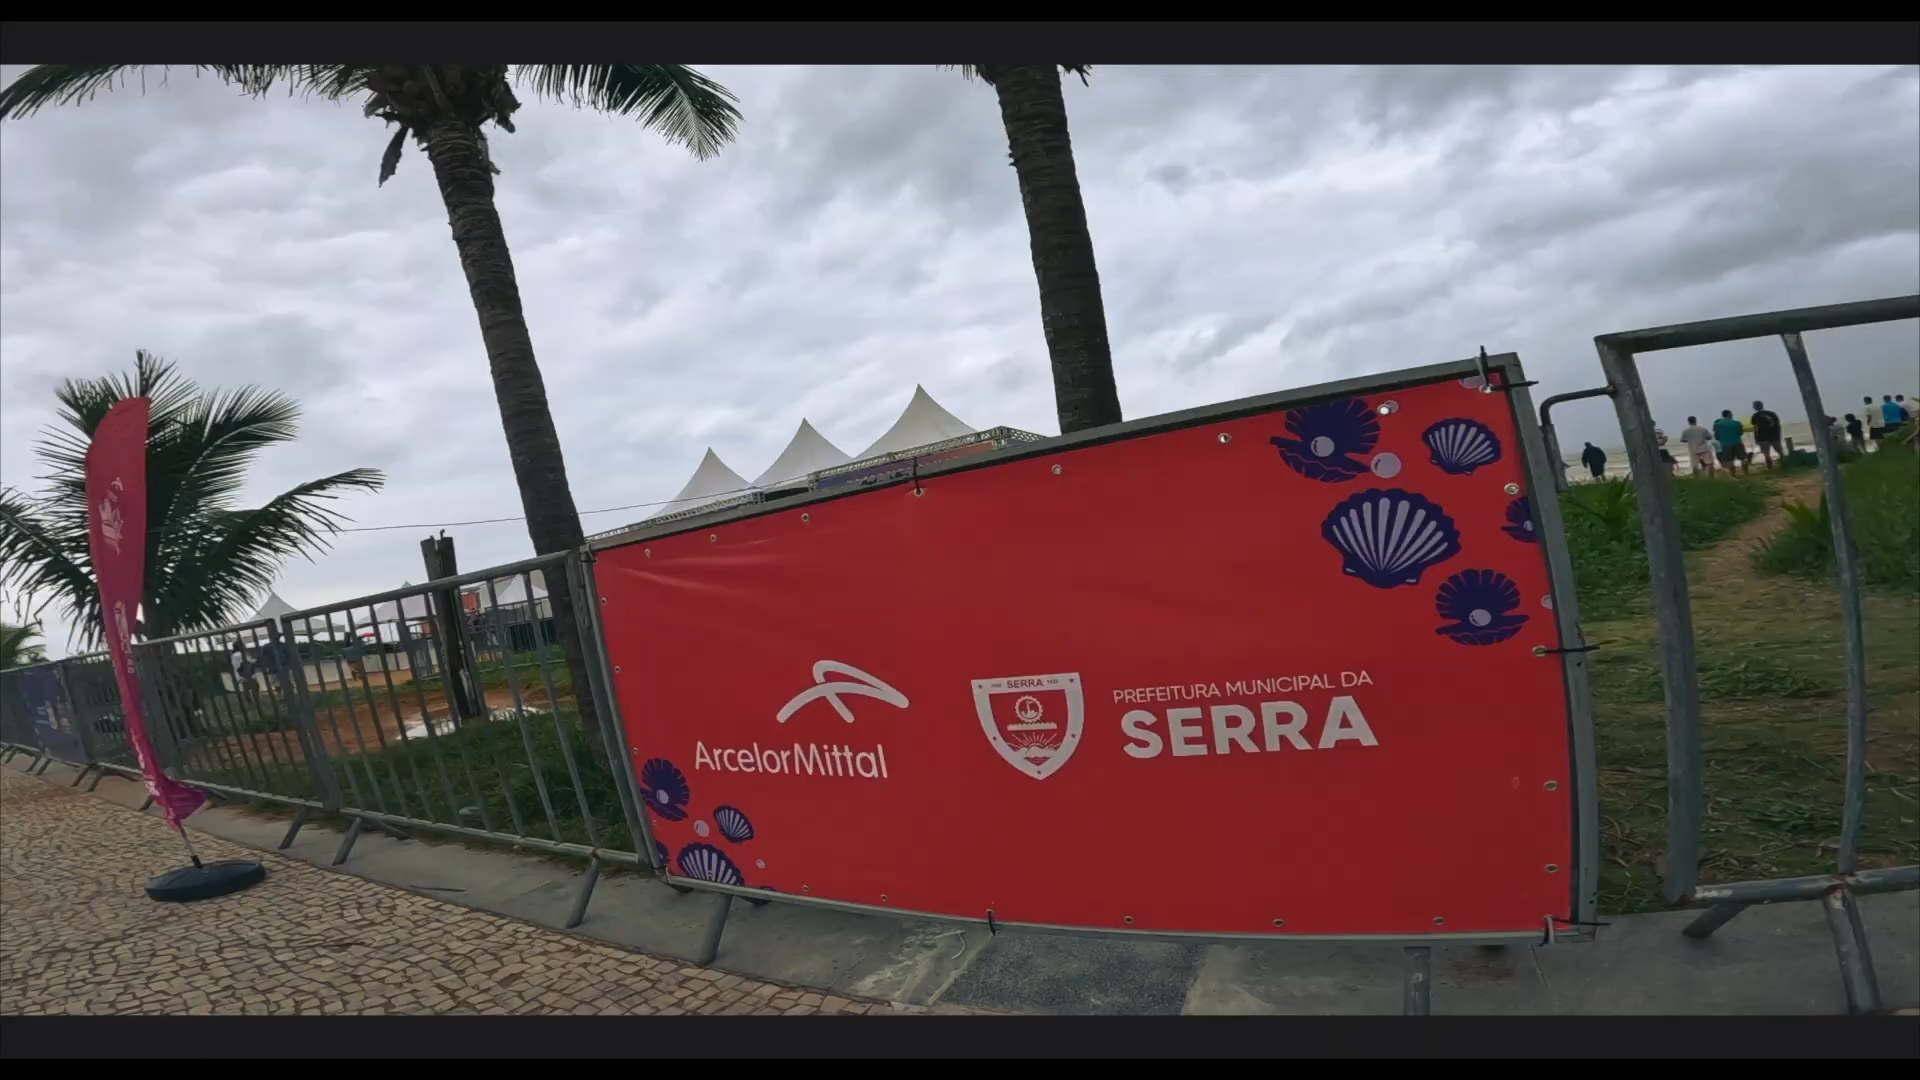 ArcelorMittal
SERRA
PREFEITURA MUNICIPAL DA
SERRA